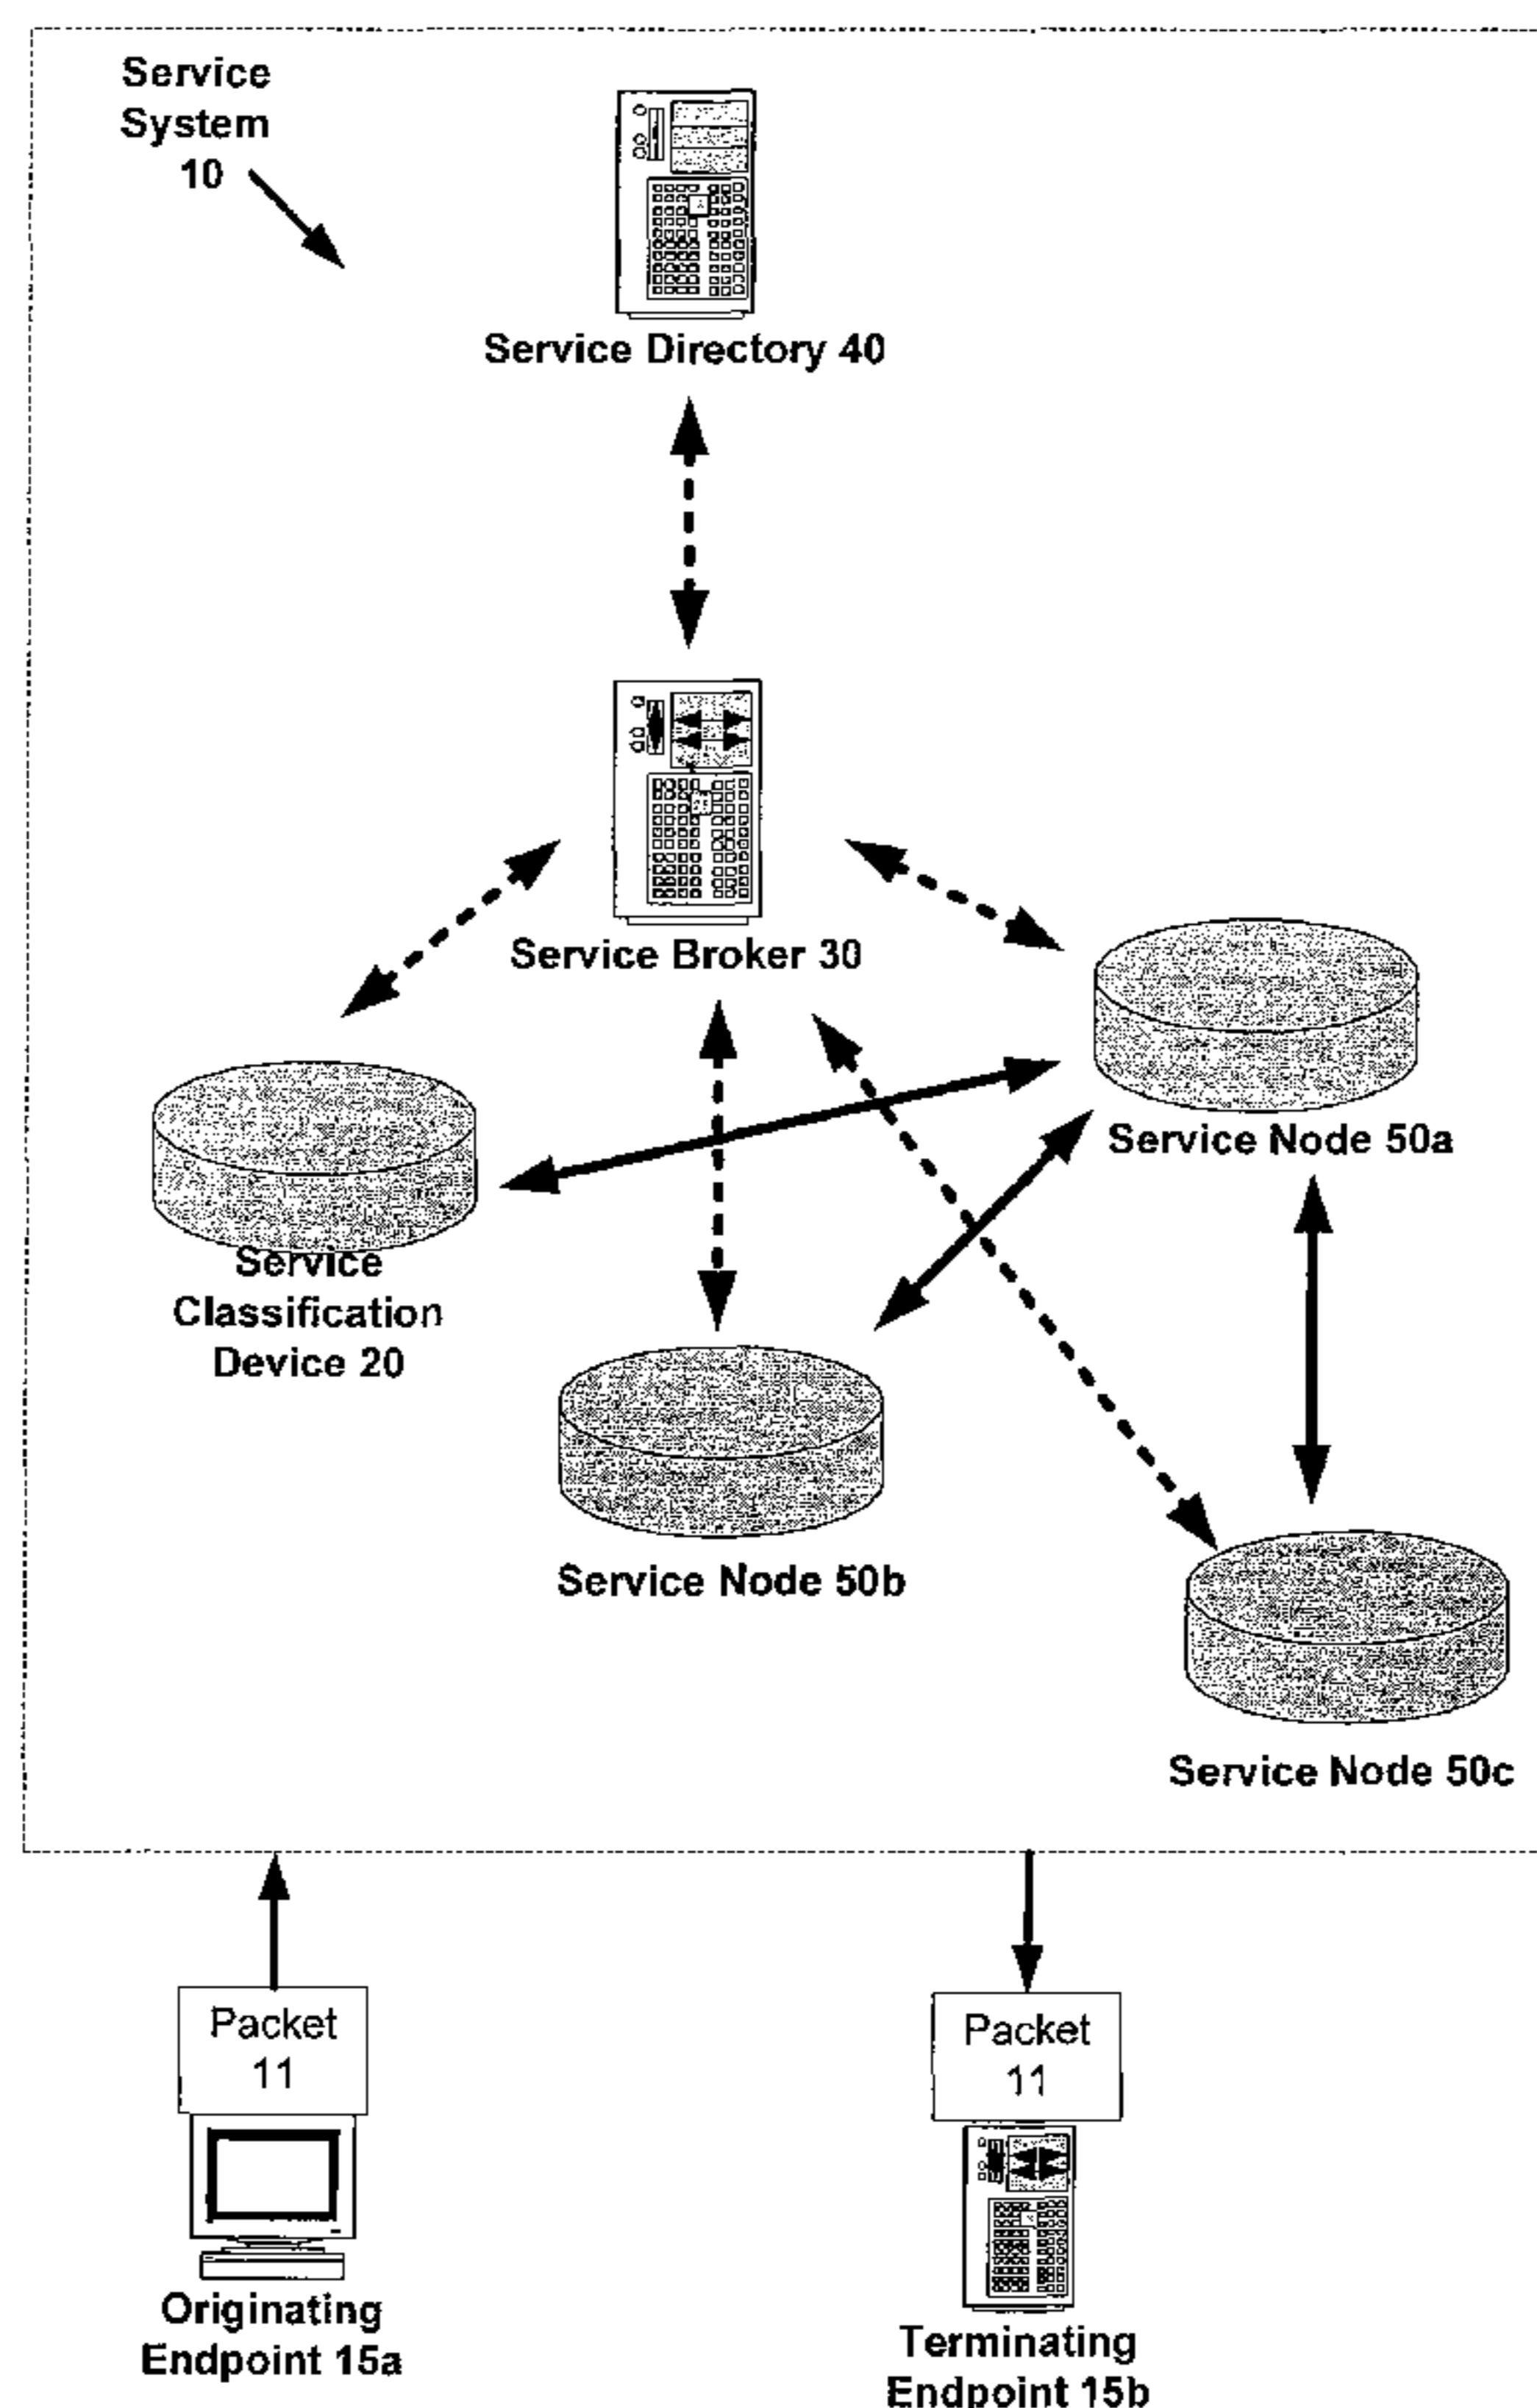 Service
System
10
Service Directory 40
Service Broker 30
Service Node 50a
Service
Classification
Device 20
Service Node 50b
Service Node 50c
Packet
11
Packet
11
Originating
Endpoint 15a
Terminating
Endpoint 15b